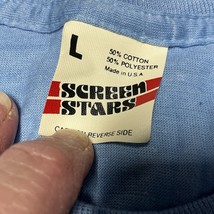 L
50% COTTON
50% POLYESTER
Made in U.S.A
SCREEN
STARS
REVERSE SIDE